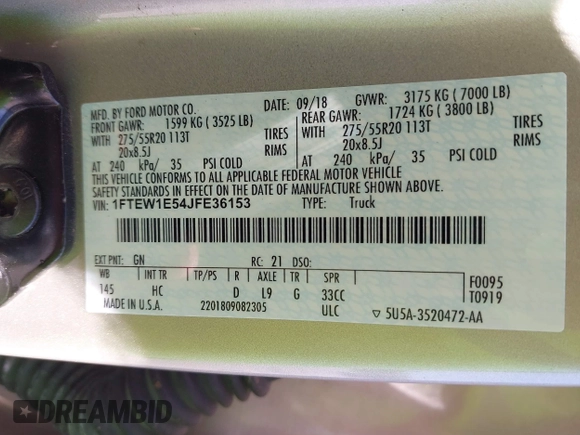 MFD. BY FORD MOTOR CO. DATE: 09/18 GVWR: 3175 KG ( 7000 LB)
FRONT GAWR: 1599 KG ( 3525 LB) REAR GAWR: 1724 KG ( 3800 LB)
WITH 275/55R20 113T TIRES WITH 275/55R20 113T TIRES
20x8.5J RIMS 20x8.5J RIMS
AT 240 kPa/ 35 PSI COLD AT 240 kPa/ 35 PSI COLD
THIS VEHICLE CONFORMS TO ALL APPLICABLE FEDERAL MOTOR VEHICLE
SAFETY STANDARDS IN EFFECT ON THE DATE OF MANUFACTURE SHOWN ABOVE.
VIN: 1FTEW1E54JFE36153 TYPE: Truck
EXT PNT: GN RC: 21 DSO:
WB INT TR TP/PS R AXLE TR SPR F0095
145 HC D L9 G 33CC T0919
MADE IN U.S.A. 2201809082305 ULC ▽ 5U5A-3520472-AA
DREAMBID